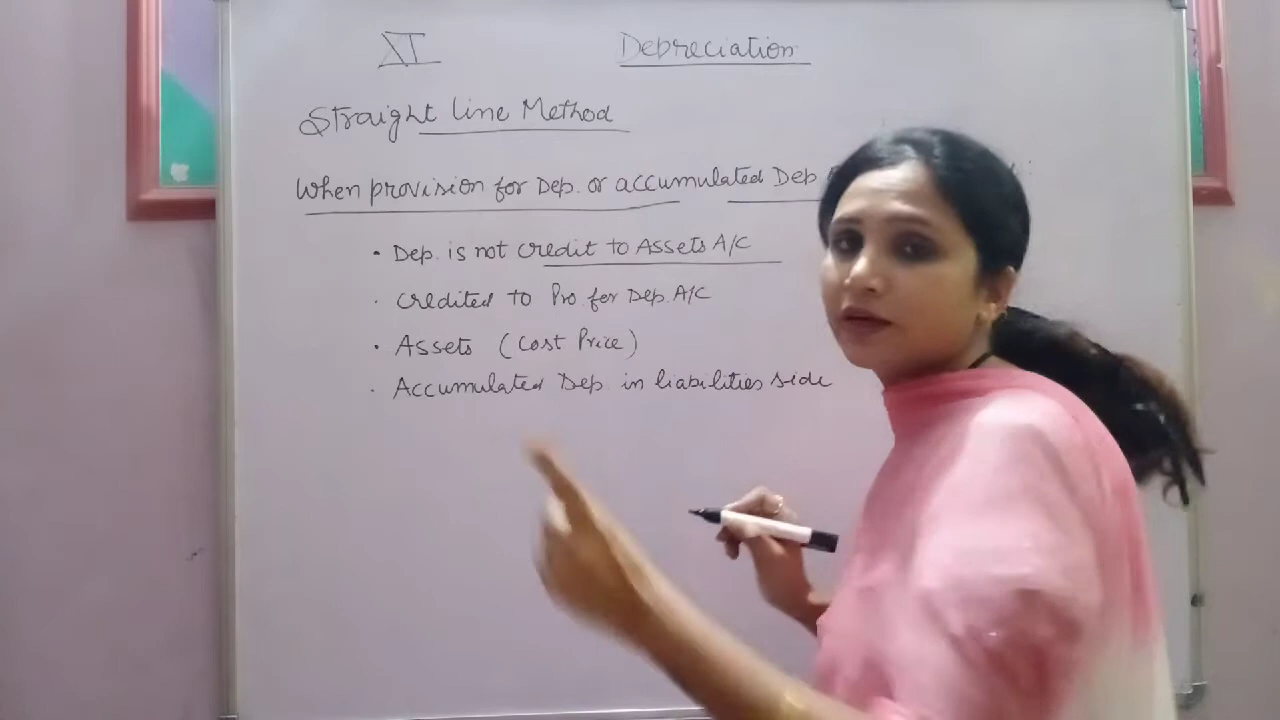 XI
Depreciation
Straight Line Method
When provision for Dep. or accumulated Dep
• Dep. is not credit to Assets A/C
• Credited to Pro. for Dep. A/C
• Assets (Cost Price)
• Accumulated Dep. in liabilities side